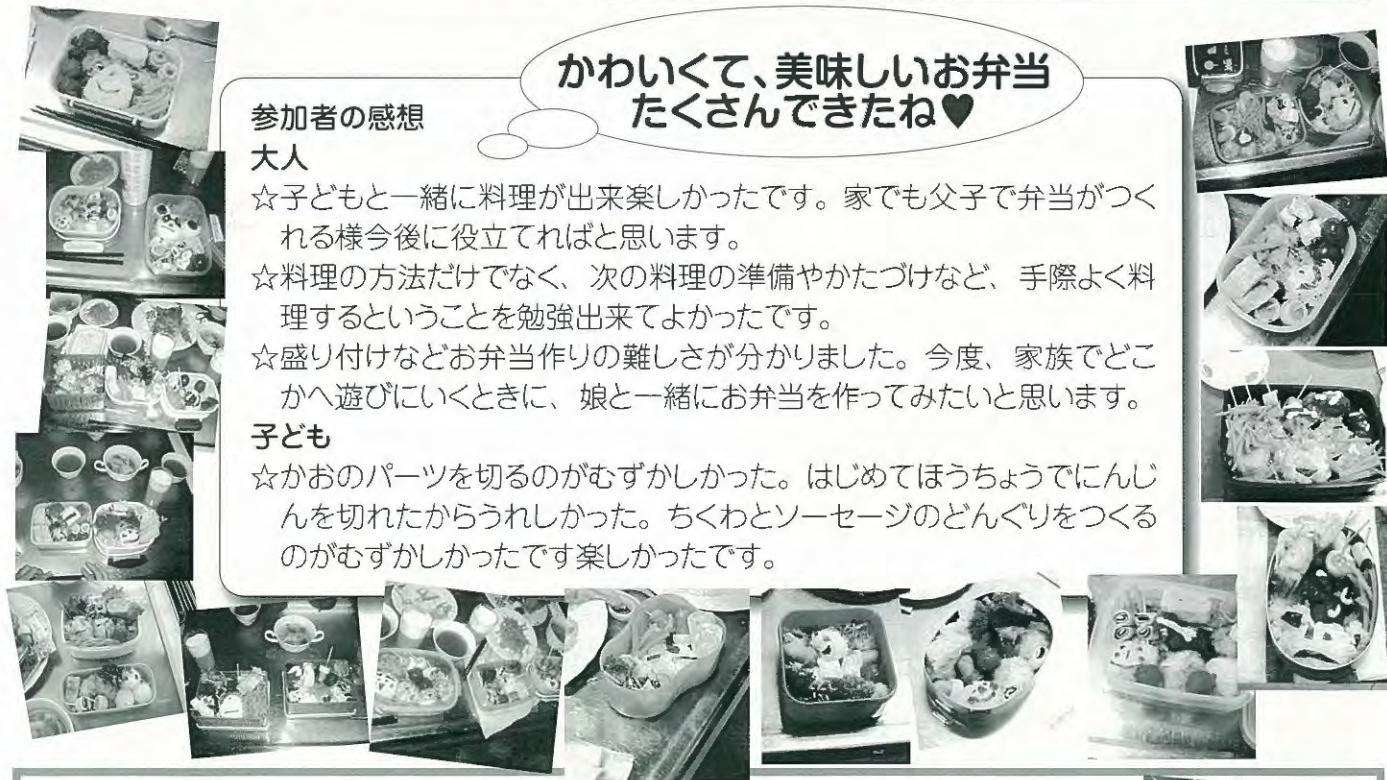 かわいくて、美味しいお弁当
たくさんできたね♥
参加者の感想
大人
☆子どもと一緒に料理が出来楽しかったです。家でも父子で弁当がつく
れる様今後に役立てればと思います。
☆料理の方法だけでなく、次の料理の準備やかたづけなど、手際よく料
理するということを勉強出来てよかったです。
☆盛り付けなどお弁当作りの難しさが分かりました。今度、家族でどこ
かへ遊びにいくときに、娘と一緒にお弁当を作ってみたいと思います。
子ども
☆かおのパーツを切るのがむずかしかった。はじめてほうちょうでにんじ
んを切れたからうれしかった。ちくわとソーセージのどんぐりをつくる
のがむずかしかったです楽しかったです。